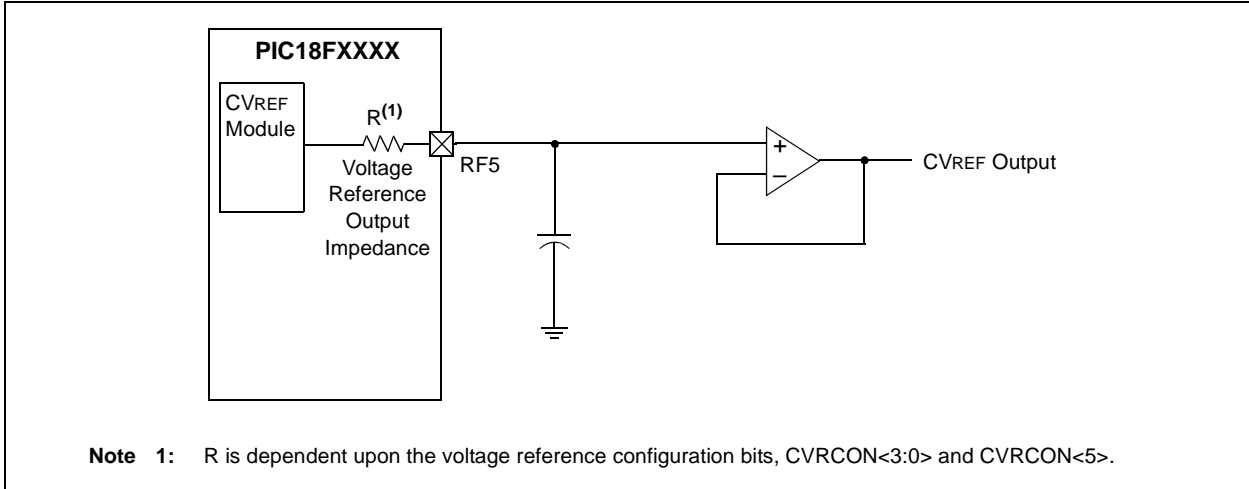 PIC18FXXXX
CVREF
Module
R(1)
Voltage
Reference
Output
Impedance
RF5
+
–
CVREF Output
Note 1: R is dependent upon the voltage reference configuration bits, CVRCON<3:0> and CVRCON<5>.